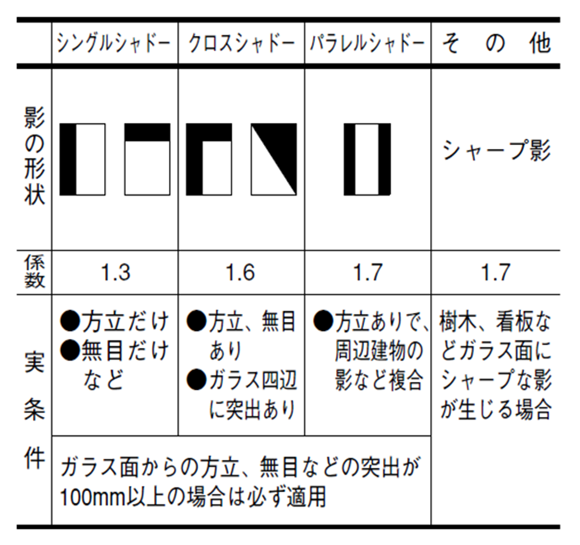 シングルシャドー クロスシャドー パラレルシャドー その他
影の形状
シャープ影
係数 1.3 1.6 1.7 1.7
実条件
●方立だけ
●無目だけ
など
●方立、無目
あり
●ガラス四辺
に突出あり
●方立ありで、
周辺建物の
影など複合
樹木、看板な
どガラス面に
シャープな影
が生じる場合
ガラス面からの方立、無目などの突出が
100mm以上の場合は必ず適用